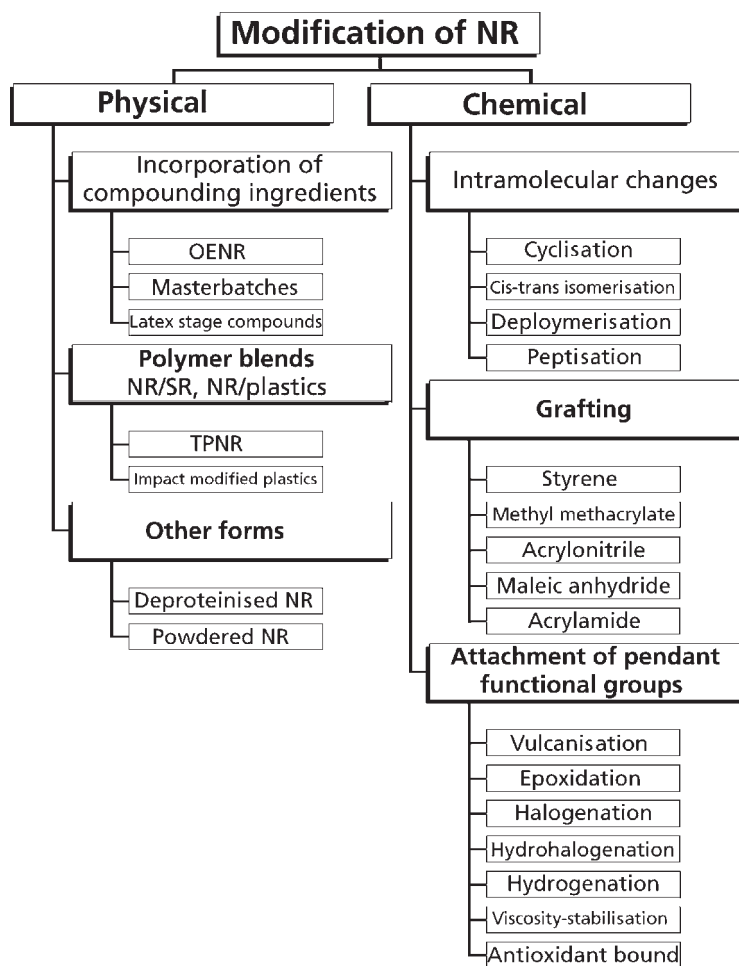 Modification of NR
Physical
Incorporation of
compounding ingredients
OENR
Masterbatches
Latex stage compounds
Polymer blends
NR/SR, NR/plastics
TPNR
Impact modified plastics
Other forms
Deproteinised NR
Powdered NR
Chemical
Intramolecular changes
Cyclisation
Cis-trans isomerisation
Deploymerisation
Peptisation
Grafting
Styrene
Methyl methacrylate
Acrylonitrile
Maleic anhydride
Acrylamide
Attachment of pendant
functional groups
Vulcanisation
Epoxidation
Halogenation
Hydrohalogenation
Hydrogenation
Viscosity-stabilisation
Antioxidant bound